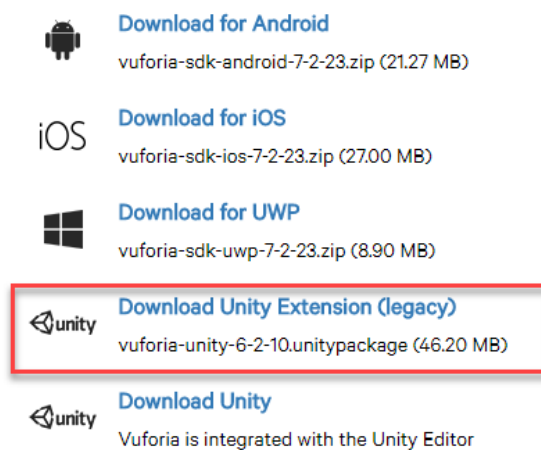 Download for Android
vuforia-sdk-android-7-2-23.zip (21.27 MB)
iOS
Download for iOS
vuforia-sdk-ios-7-2-23.zip (27.00 MB)
Download for UWP
vuforia-sdk-uwp-7-2-23.zip (8.90 MB)
unity
Download Unity Extension (legacy)
vuforia-unity-6-2-10.unitypackage (46.20 MB)
unity
Download Unity
Vuforia is integrated with the Unity Editor